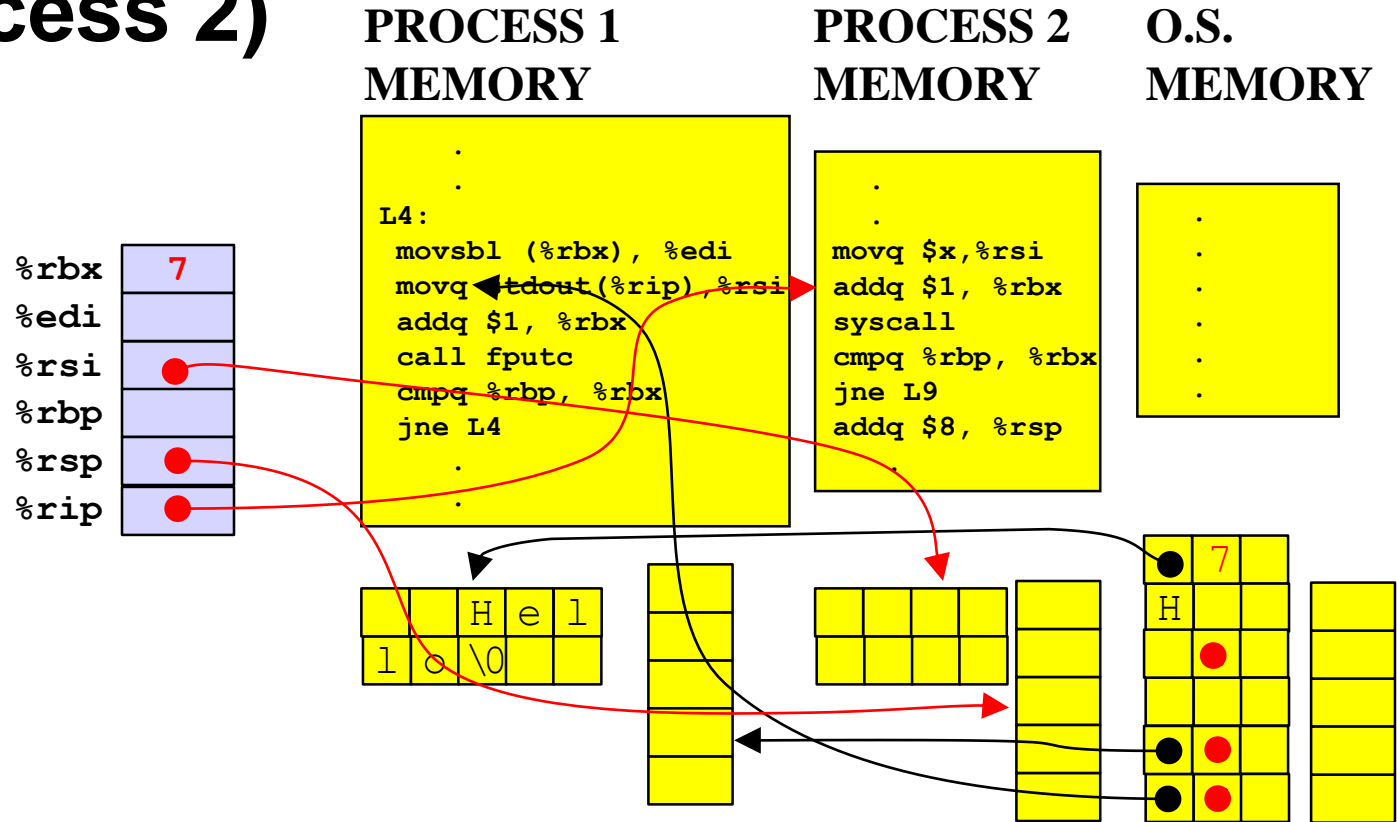 cess 2)
PROCESS 1
MEMORY
PROCESS 2
MEMORY
O.S.
MEMORY
%rbx 7
%edi
%rsi
%rbp
%rsp
%rip
.
.
L4:
movsbl (%rbx), %edi
movq stdout(%rip),%rsi
addq $1, %rbx
call fputc
cmpq %rbp, %rbx
jne L4
.
.
.
.
movq $x,%rsi
addq $1, %rbx
syscall
cmpq %rbp, %rbx
jne L9
addq $8, %rsp
.
.
.
.
.
.
.
H e l
l o \0
7
H